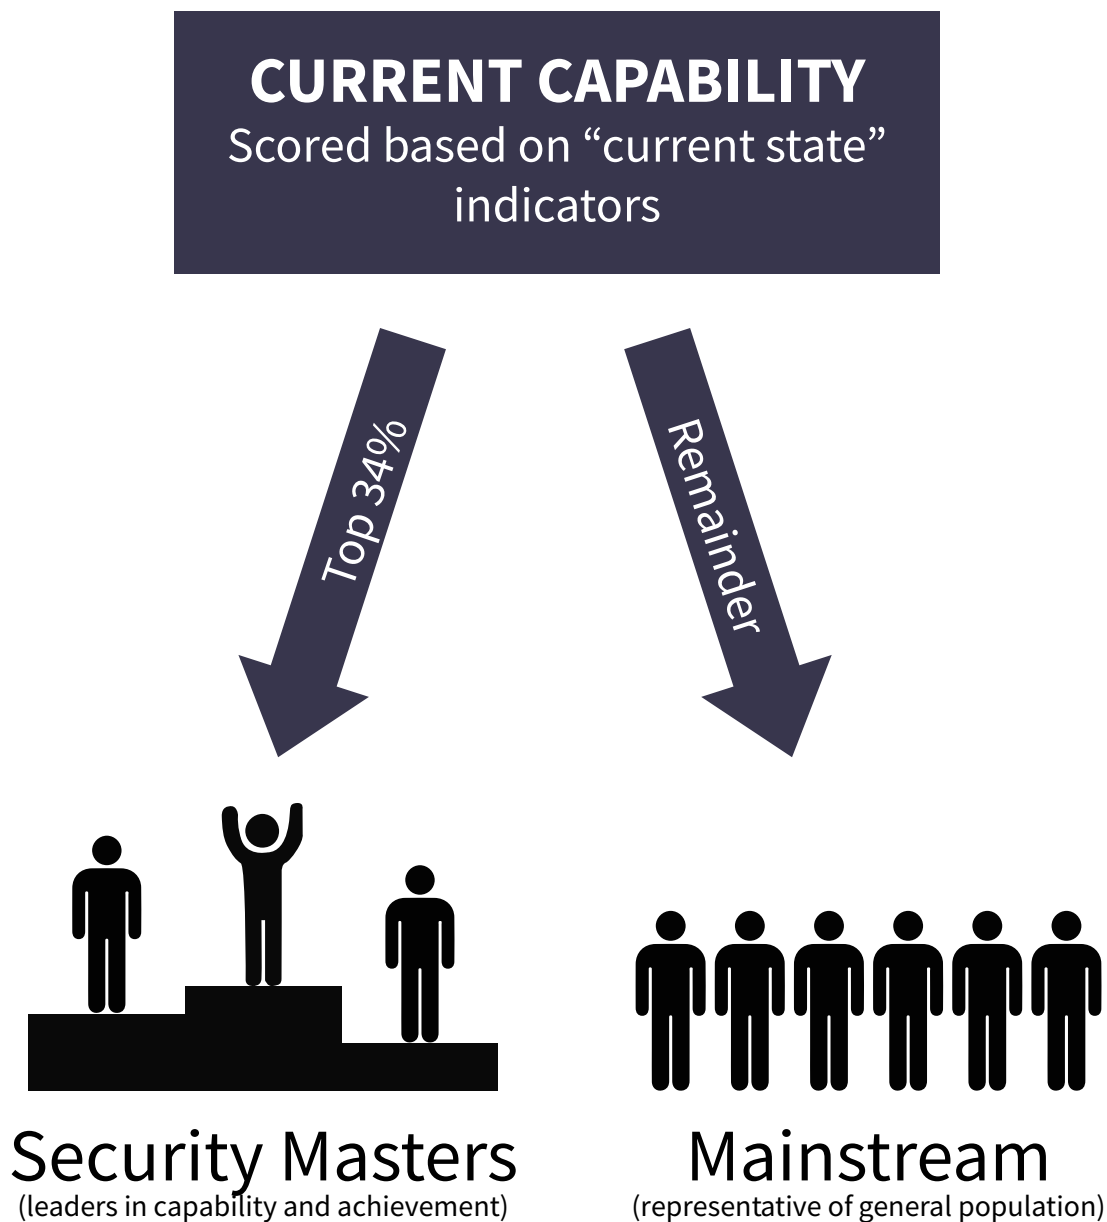 CURRENT CAPABILITY
Scored based on “current state”
indicators
Top 34%
Remainder
Security Masters
(leaders in capability and achievement)
Mainstream
(representative of general population)